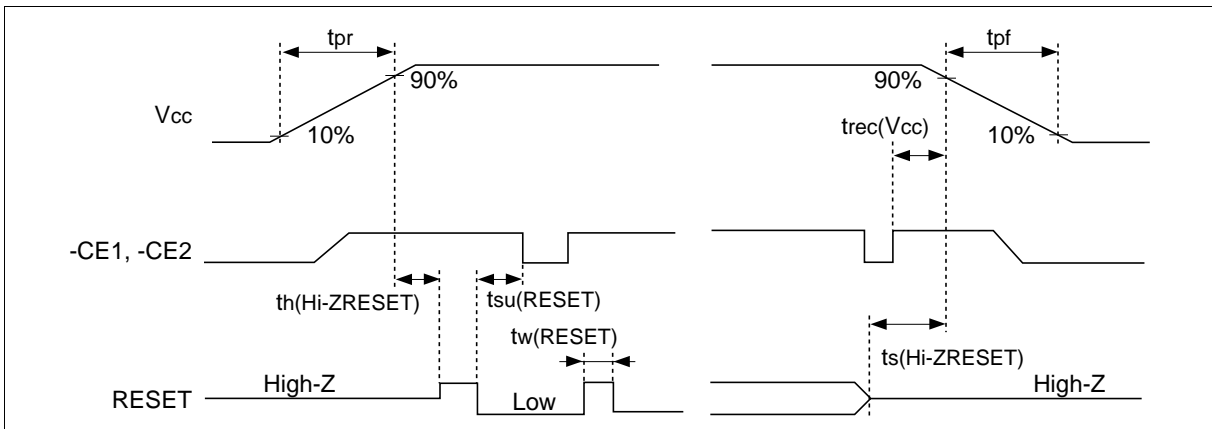 tpr
tpf
90%
90%
Vcc
10%
trec(Vcc)
10%
-CE1, -CE2
th(Hi-ZRESET)
tsu(RESET)
tw(RESET)
ts(Hi-ZRESET)
High-Z
High-Z
RESET
Low